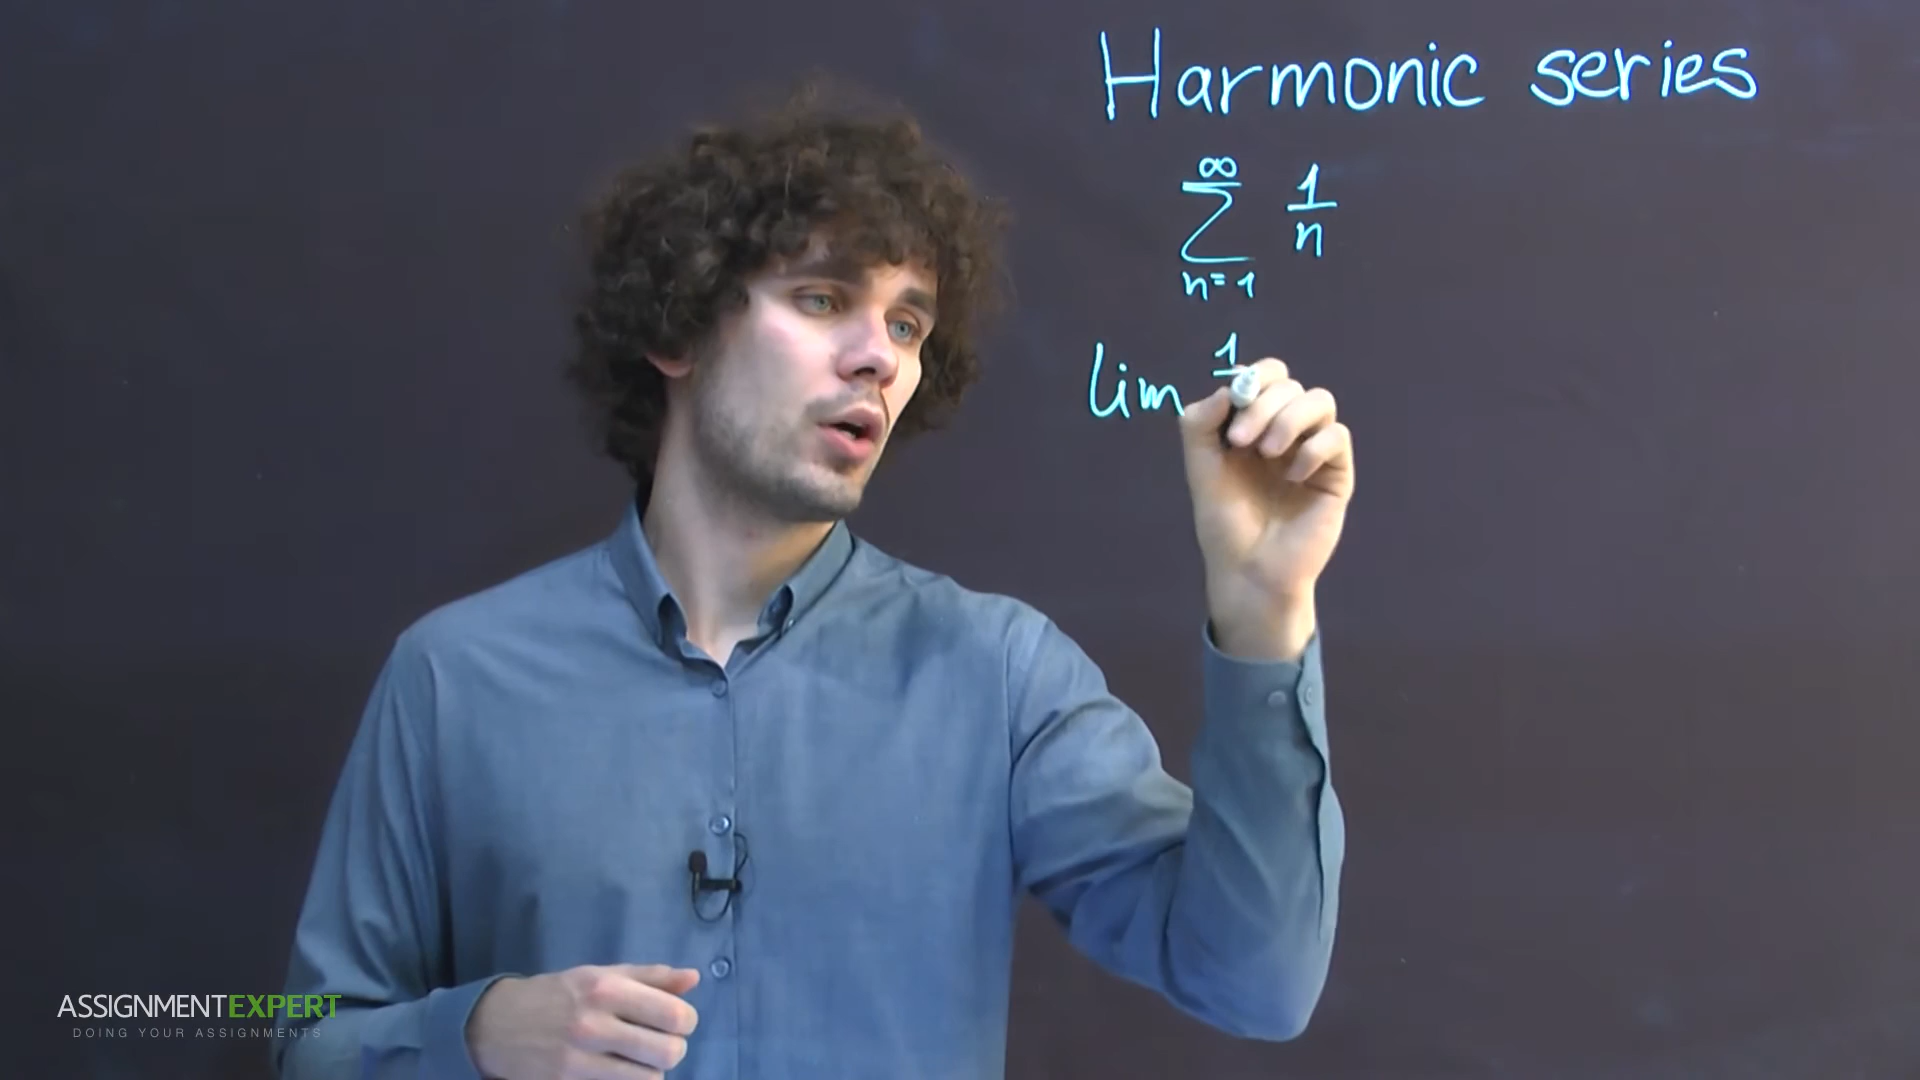 Harmonic series
∞
∑ 1/n
n=1
lim 1
ASSIGNMENTEXPERT
DOING YOUR ASSIGNMENTS